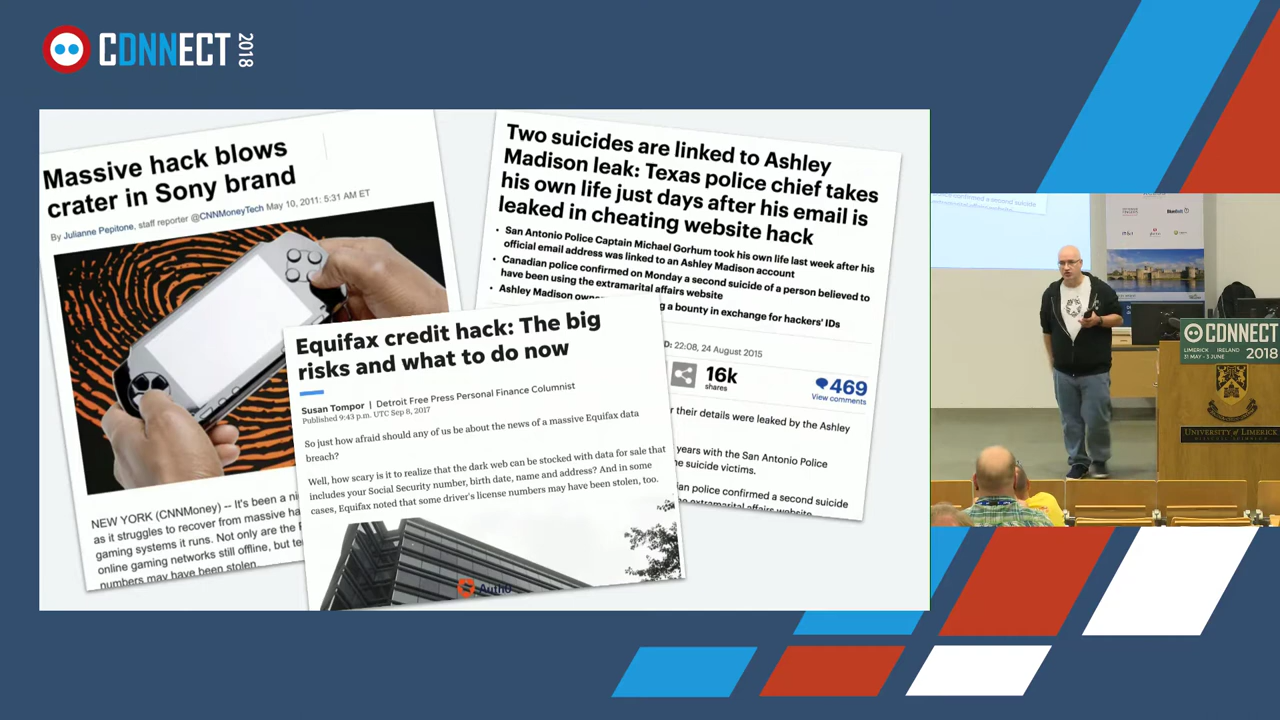 CDNNECT 2018
Massive hack blows
crater in Sony brand
By Julianne Pepitone, staff reporter @CNNMoneyTech May 10, 2011: 5:31 AM ET
NEW YORK (CNNMoney) -- It's been a
as it struggles to recover from massive
gaming systems it runs. Not only are the
online gaming networks still offline, but
numbers may have been stolen.
Two suicides are linked to Ashley
Madison leak: Texas police chief takes
his own life just days after his email is
leaked in cheating website hack
• San Antonio Police Captain Michael Gorhum took his own life last week after his
official email address was linked to an Ashley Madison account
• Canadian police confirmed on Monday a second suicide of a person believed to
have been using the extramarital affairs website
• Ashley Madison g a bounty in exchange for hackers' IDs
D: 22:08, 24 August 2015
16k
shares
469
View comments
r their details were leaked by the Ashley
years with the San Antonio Police
e suicide victims.
an police confirmed a second suicide
extramarital affairs website
Equifax credit hack: The big
risks and what to do now
Susan Tompor | Detroit Free Press Personal Finance Columnist
Published 9:43 p.m. UTC Sep 8, 2017
So just how afraid should any of us be about the news of a massive Equifax data
breach?
Well, how scary is it to realize that the dark web can be stocked with data for sale that
includes your Social Security number, birth date, name and address? And in some
cases, Equifax noted that some driver's license numbers may have been stolen, too.
Auth0
CDNNECT
LIMERICK IRELAND
31 MAY - 3 JUNE 2018
UNIVERSITY of LIMERICK